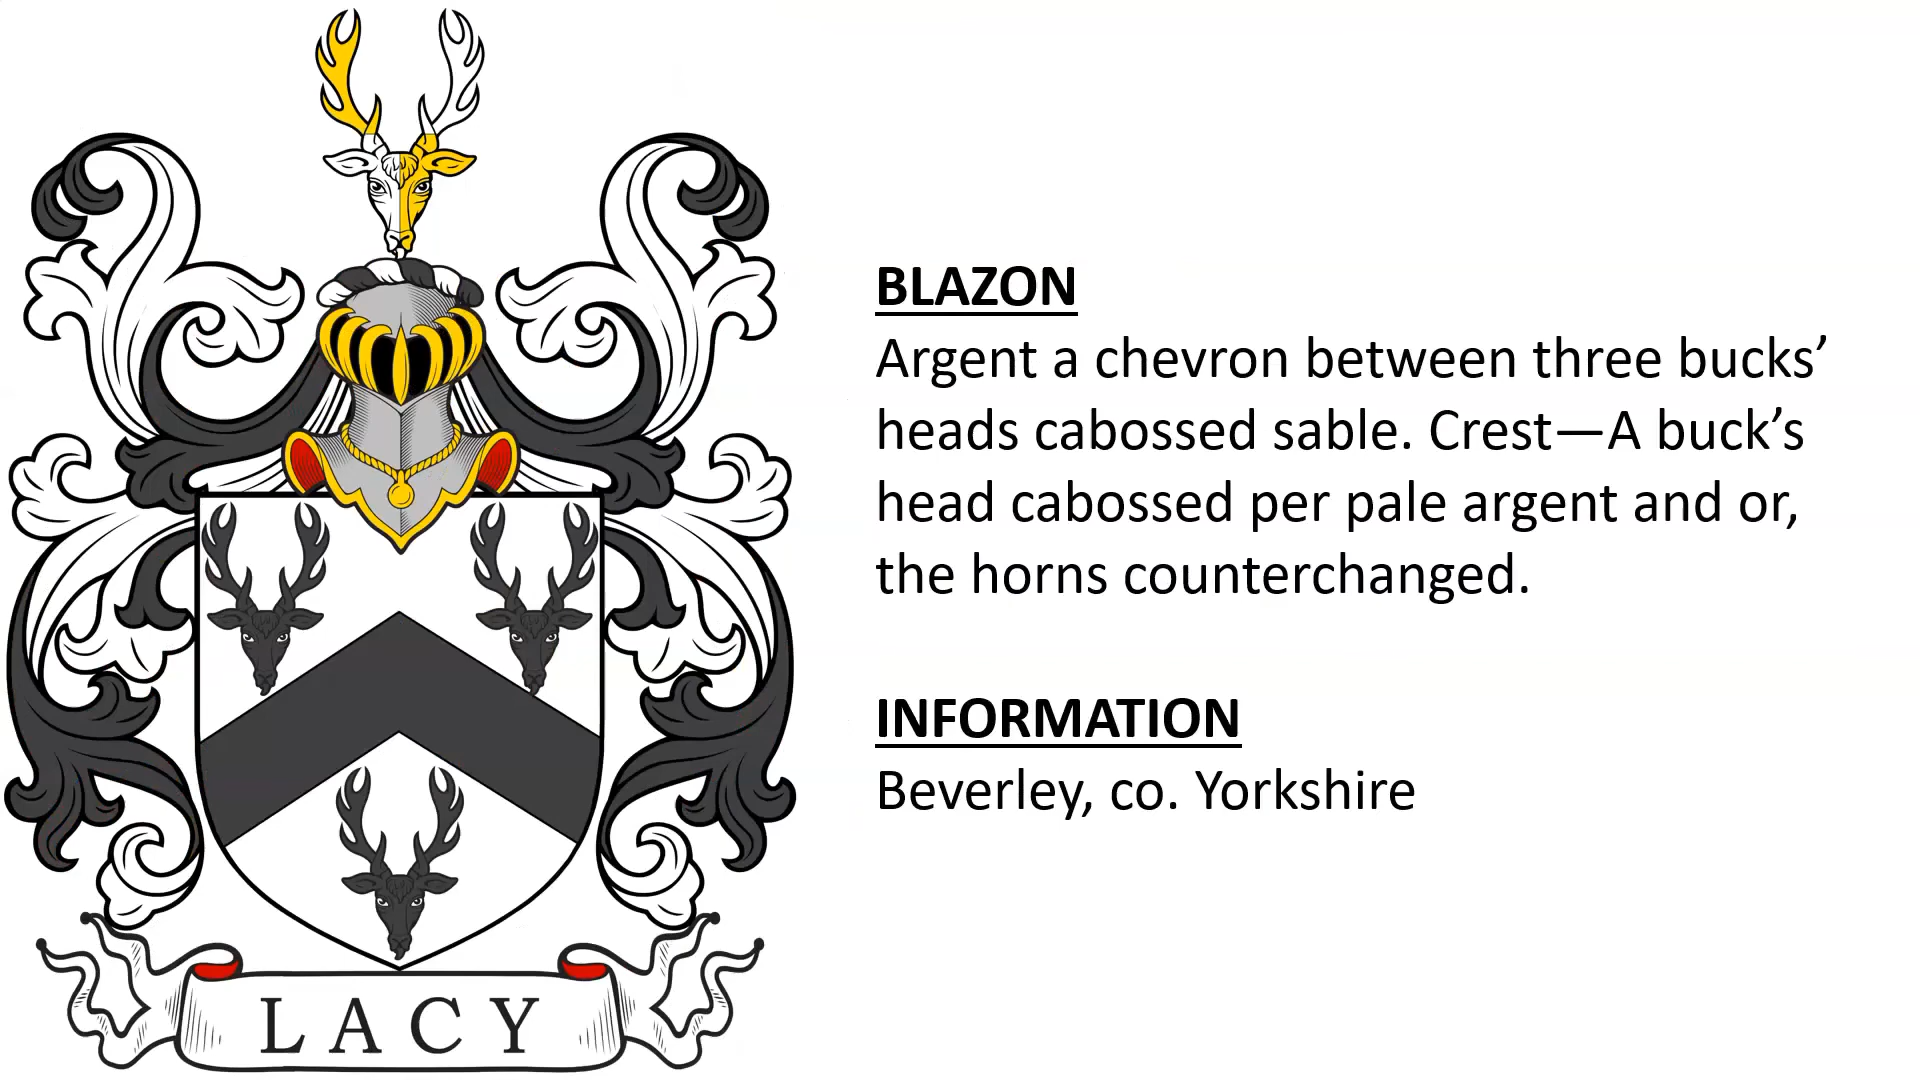 BLAZON
Argent a chevron between three bucks’
heads cabossed sable. Crest—A buck’s
head cabossed per pale argent and or,
the horns counterchanged.
INFORMATION
Beverley, co. Yorkshire
LACY